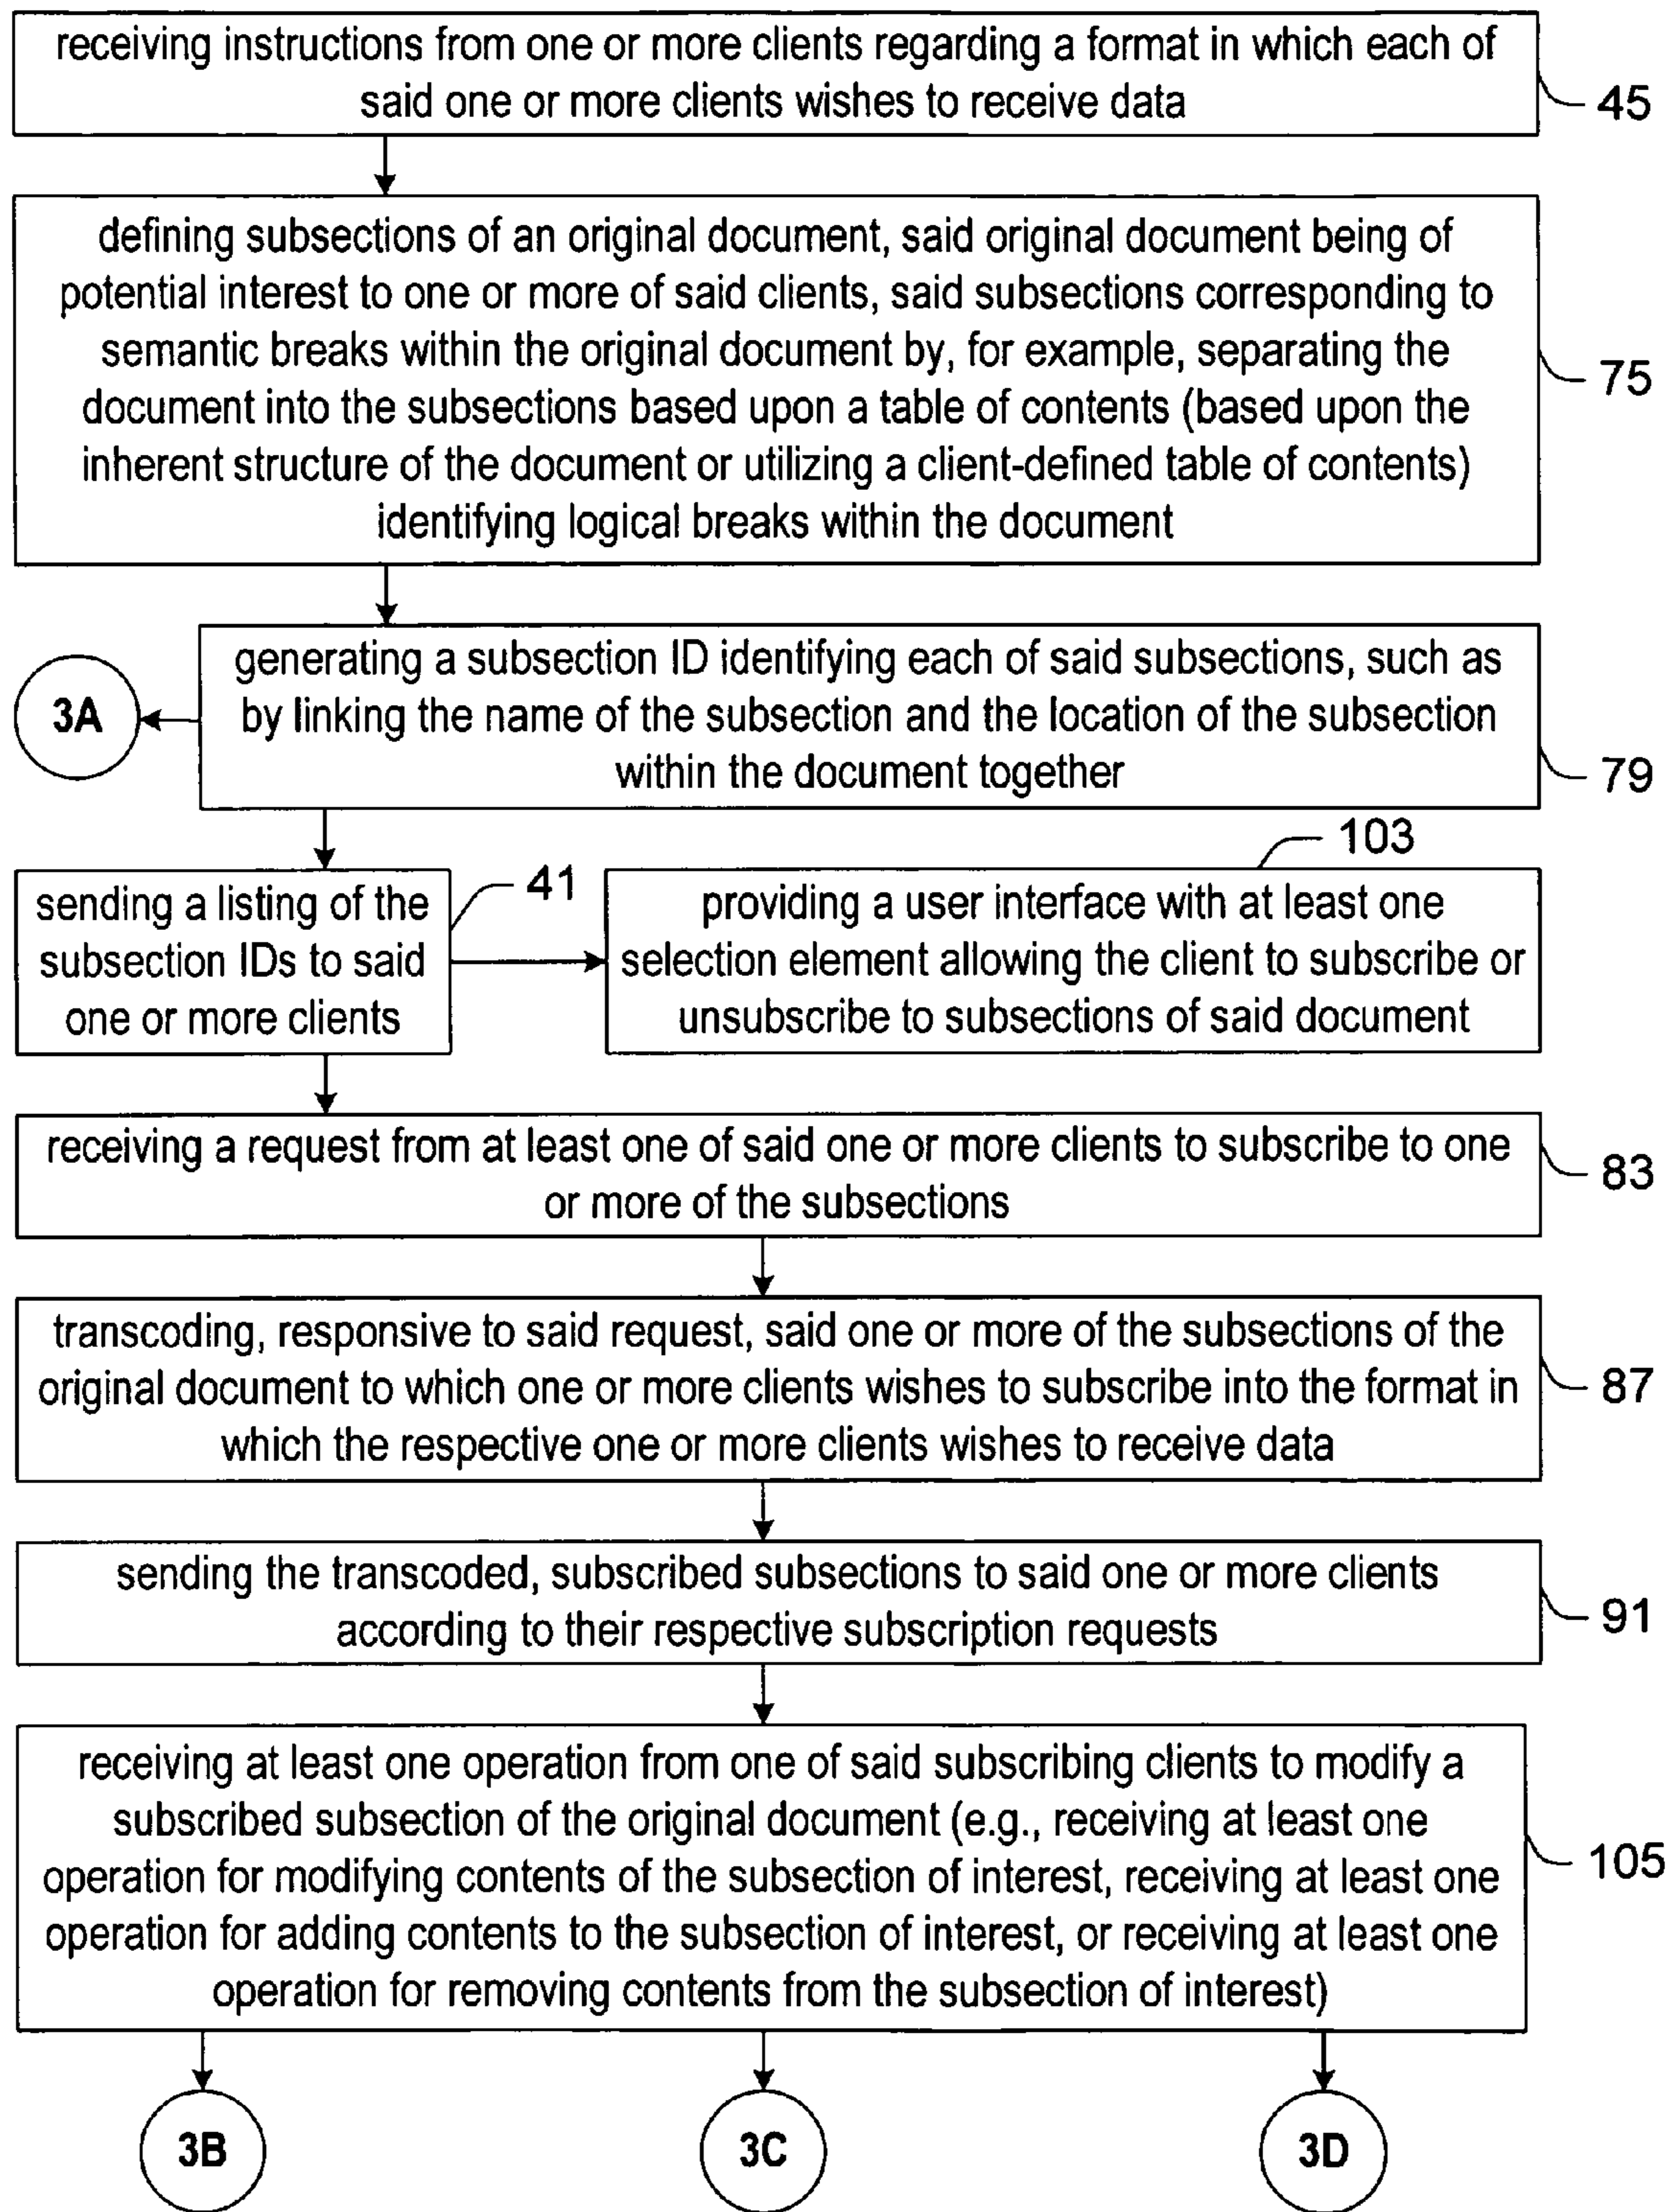 receiving instructions from one or more clients regarding a format in which each of
said one or more clients wishes to receive data
45
defining subsections of an original document, said original document being of
potential interest to one or more of said clients, said subsections corresponding to
semantic breaks within the original document by, for example, separating the
document into the subsections based upon a table of contents (based upon the
inherent structure of the document or utilizing a client-defined table of contents)
identifying logical breaks within the document
75
3A
generating a subsection ID identifying each of said subsections, such as
by linking the name of the subsection and the location of the subsection
within the document together
79
sending a listing of the
subsection IDs to said
one or more clients
41
103
providing a user interface with at least one
selection element allowing the client to subscribe or
unsubscribe to subsections of said document
receiving a request from at least one of said one or more clients to subscribe to one
or more of the subsections
83
transcoding, responsive to said request, said one or more of the subsections of the
original document to which one or more clients wishes to subscribe into the format in
which the respective one or more clients wishes to receive data
87
sending the transcoded, subscribed subsections to said one or more clients
according to their respective subscription requests
91
receiving at least one operation from one of said subscribing clients to modify a
subscribed subsection of the original document (e.g., receiving at least one
operation for modifying contents of the subsection of interest, receiving at least one
operation for adding contents to the subsection of interest, or receiving at least one
operation for removing contents from the subsection of interest)
105
3B
3C
3D